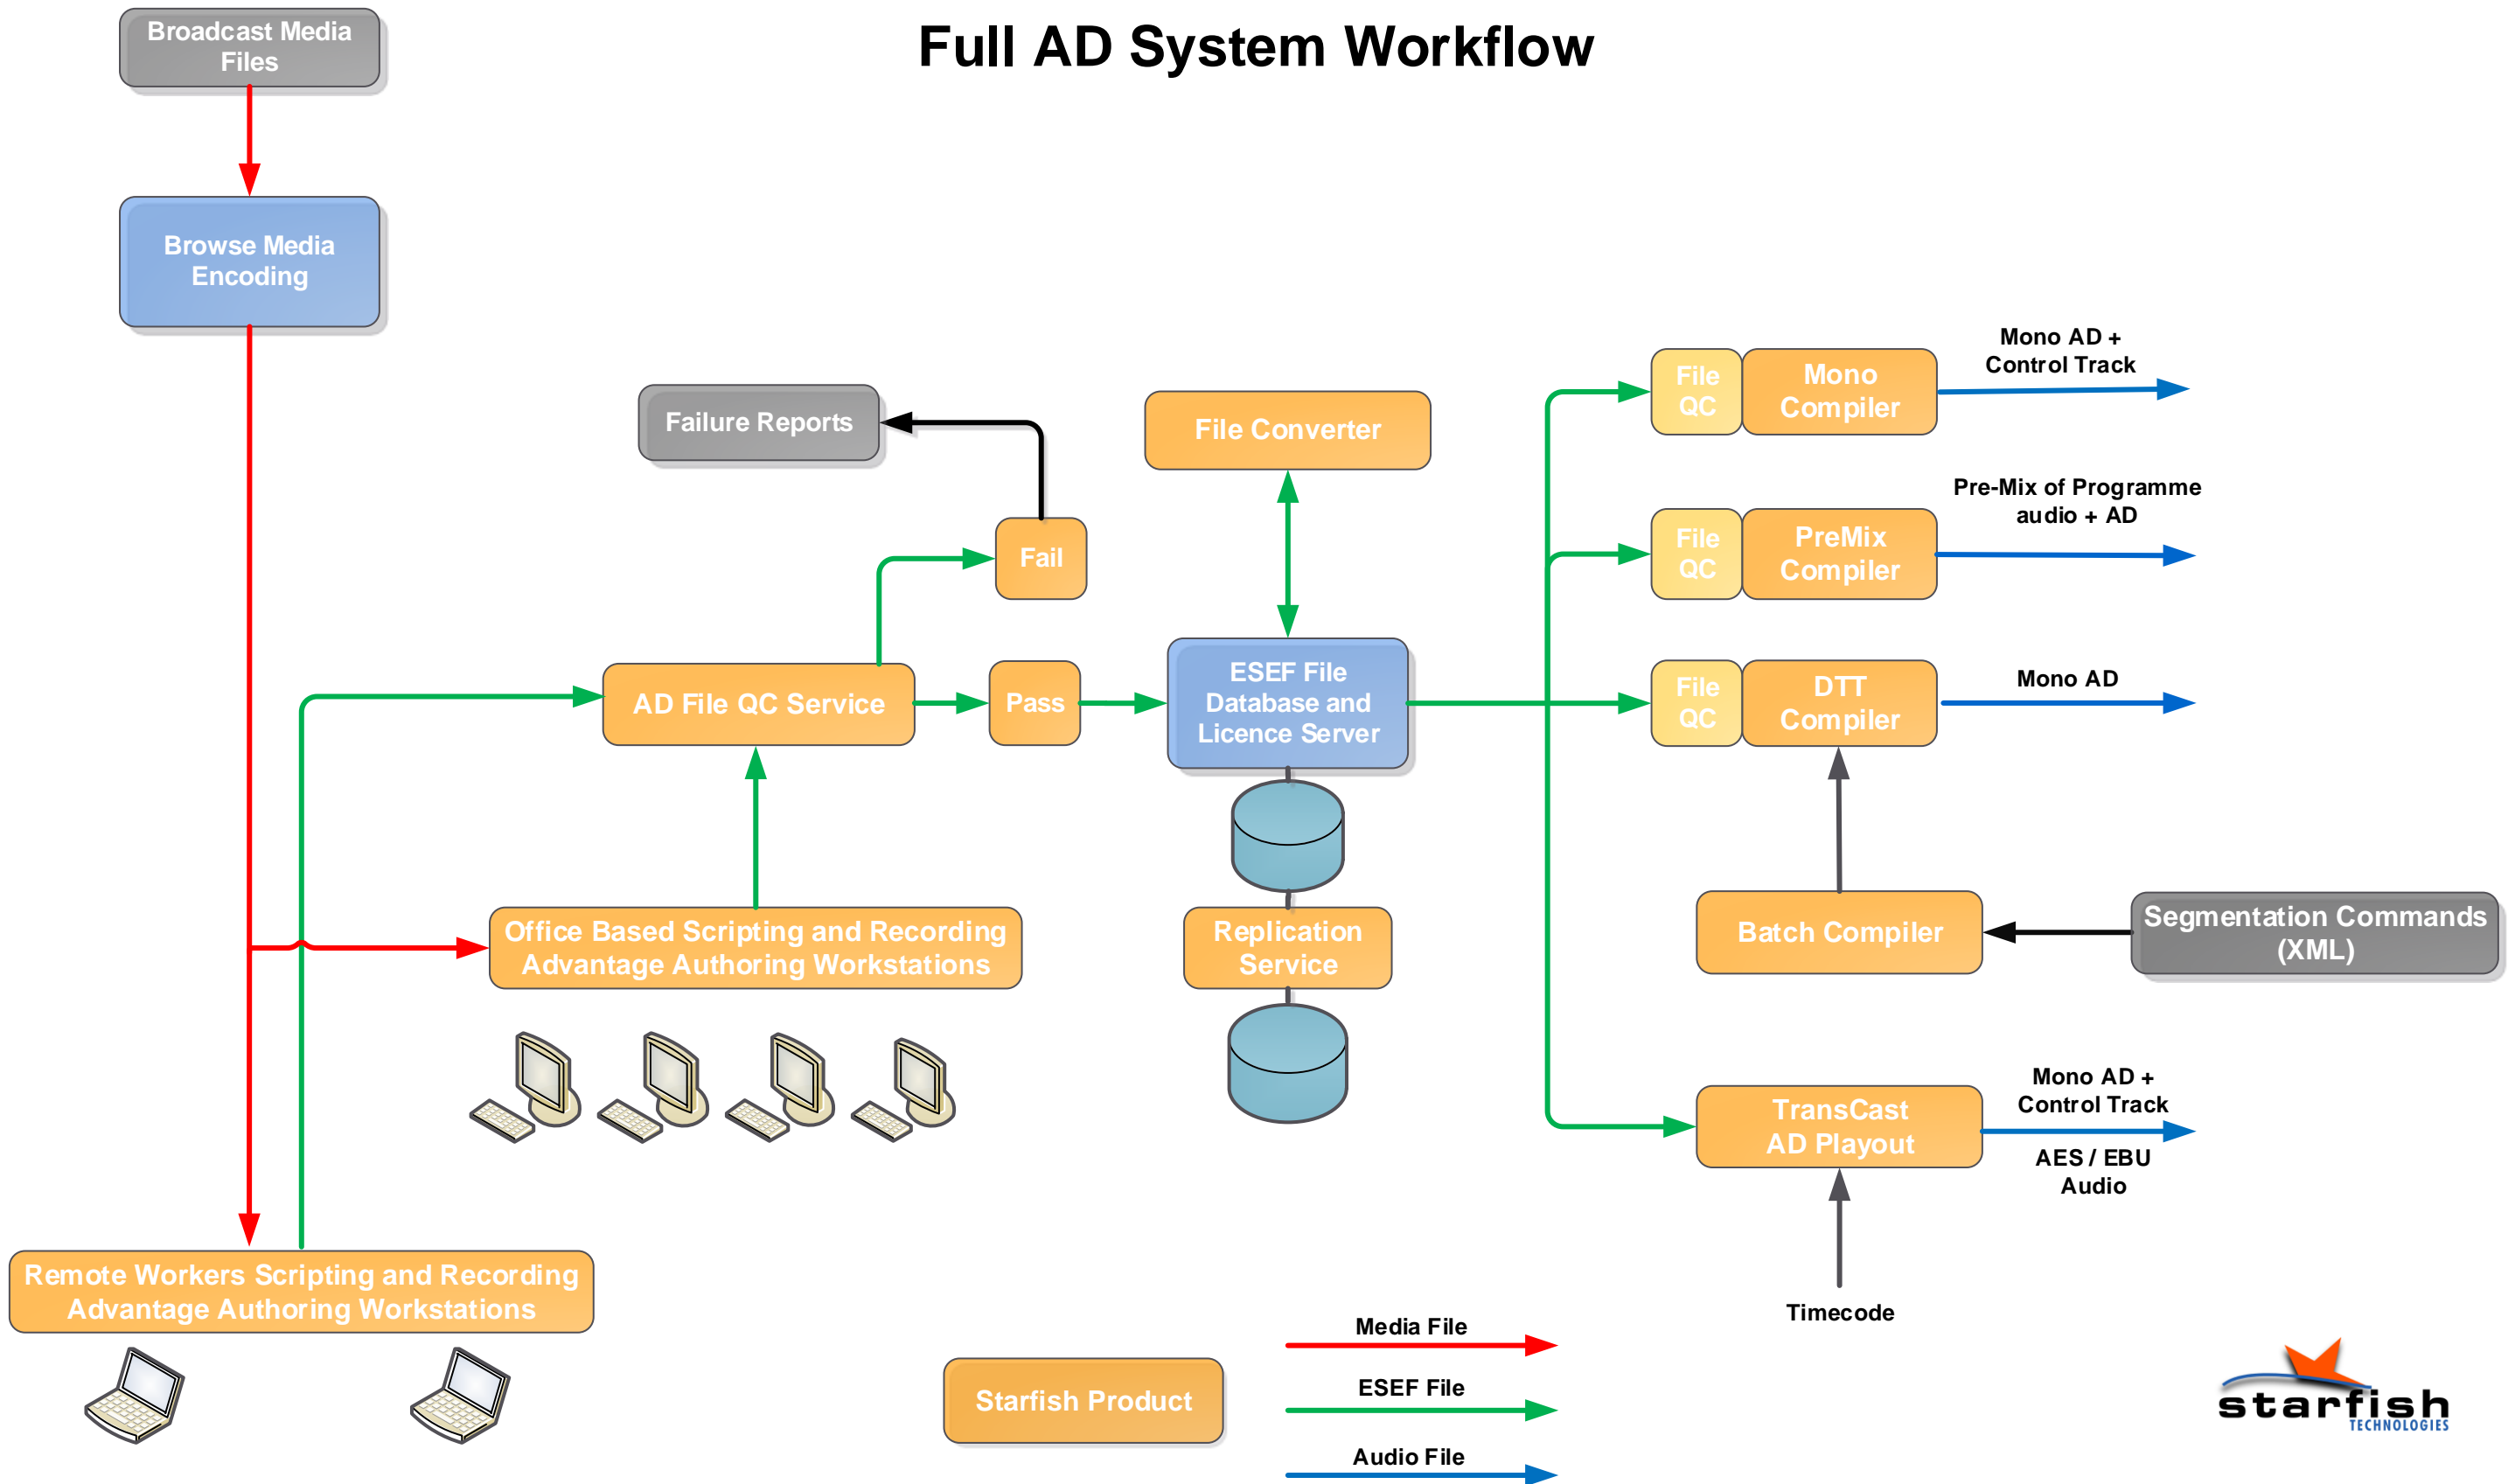 Full AD System Workflow
Broadcast Media
Files
Browse Media
Encoding
Failure Reports
Fail
File Converter
AD File QC Service
Pass
ESEF File
Database and
Licence Server
File
QC
Mono
Compiler
Mono AD +
Control Track
File
QC
PreMix
Compiler
Pre-Mix of Programme
audio + AD
File
QC
DTT
Compiler
Mono AD
Office Based Scripting and Recording
Advantage Authoring Workstations
Replication
Service
Batch Compiler
Segmentation Commands
(XML)
TransCast
AD Playout
Mono AD +
Control Track
AES / EBU
Audio
Timecode
Remote Workers Scripting and Recording
Advantage Authoring Workstations
Starfish Product
Media File
ESEF File
Audio File
starfish
TECHNOLOGIES